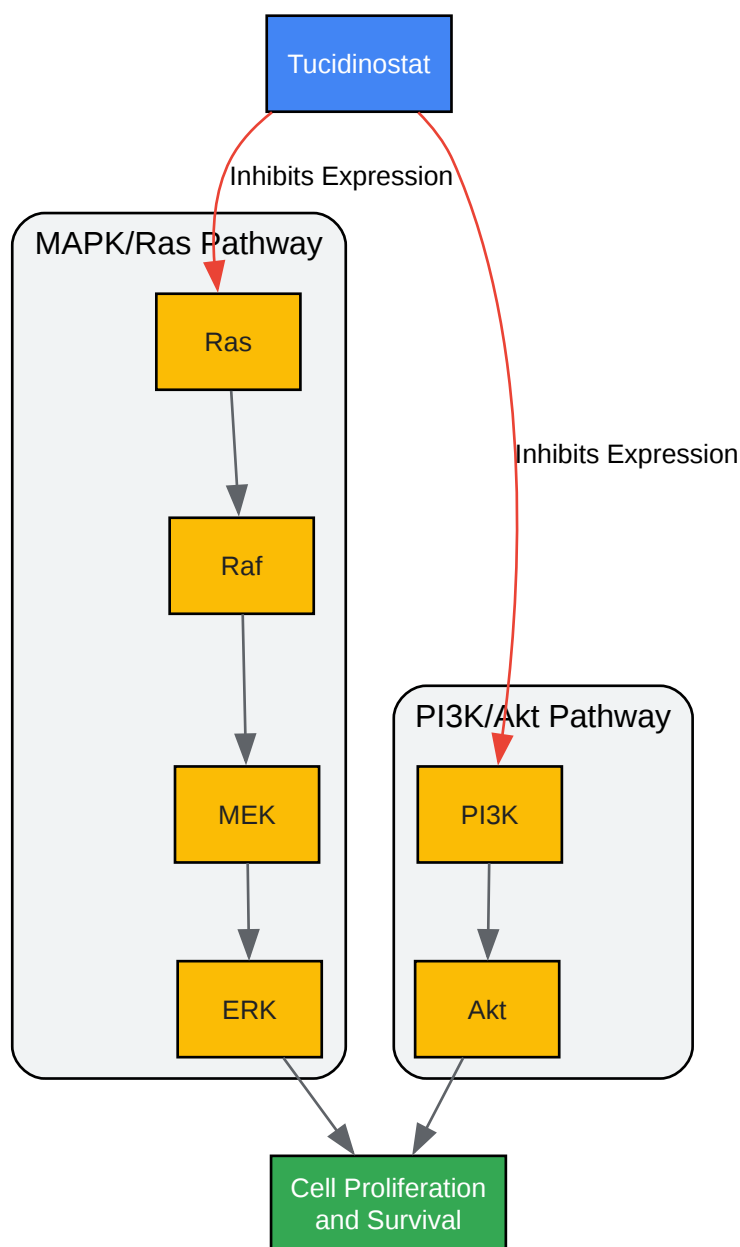 Tucidinostat
Inhibits Expression
MAPK/Ras Pathway
Ras
Inhibits Expression
Raf
PI3K/Akt Pathway
MEK
PI3K
ERK
Akt
Cell Proliferation
and Survival